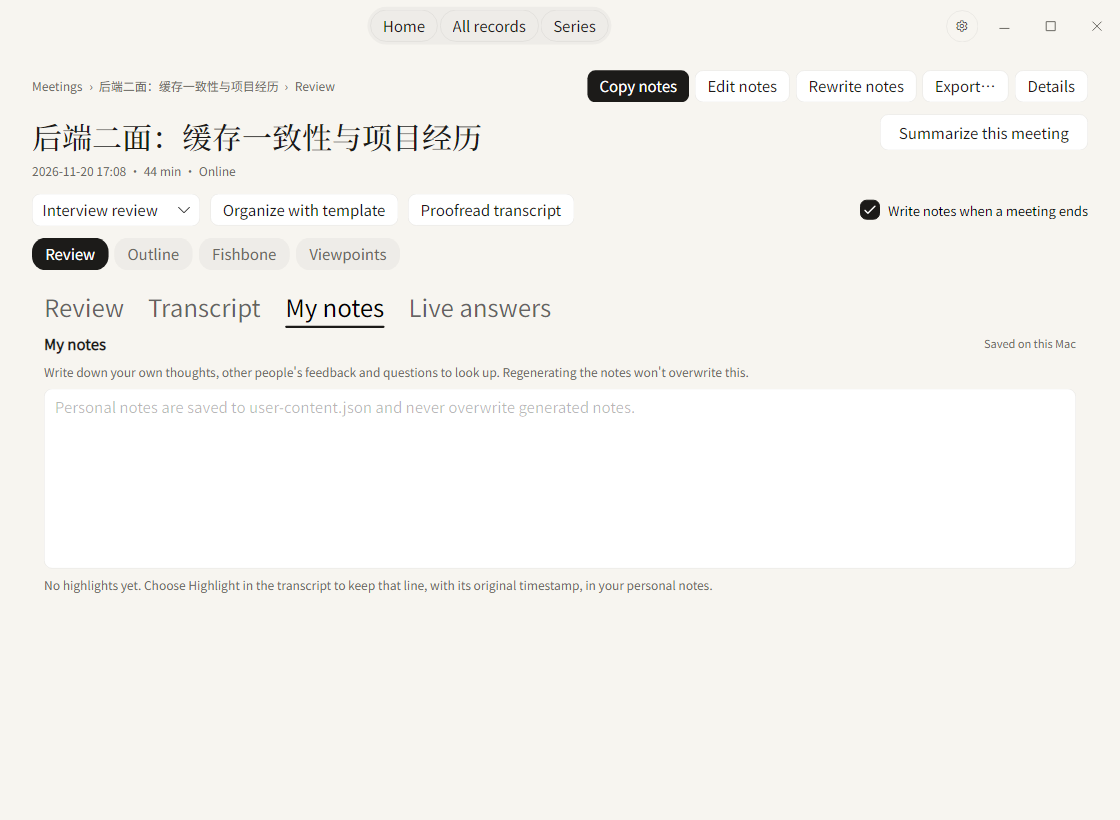 Home All records Series
Meetings › 后端二面：缓存一致性与项目经历 › Review
Copy notes Edit notes Rewrite notes Export··· Details
后端二面：缓存一致性与项目经历
Summarize this meeting
2026-11-20 17:08 • 44 min • Online
Interview review Organize with template Proofread transcript
Write notes when a meeting ends
Review Outline Fishbone Viewpoints
Review Transcript My notes Live answers
My notes
Saved on this Mac
Write down your own thoughts, other people's feedback and questions to look up. Regenerating the notes won't overwrite this.
Personal notes are saved to user-content.json and never overwrite generated notes.
No highlights yet. Choose Highlight in the transcript to keep that line, with its original timestamp, in your personal notes.